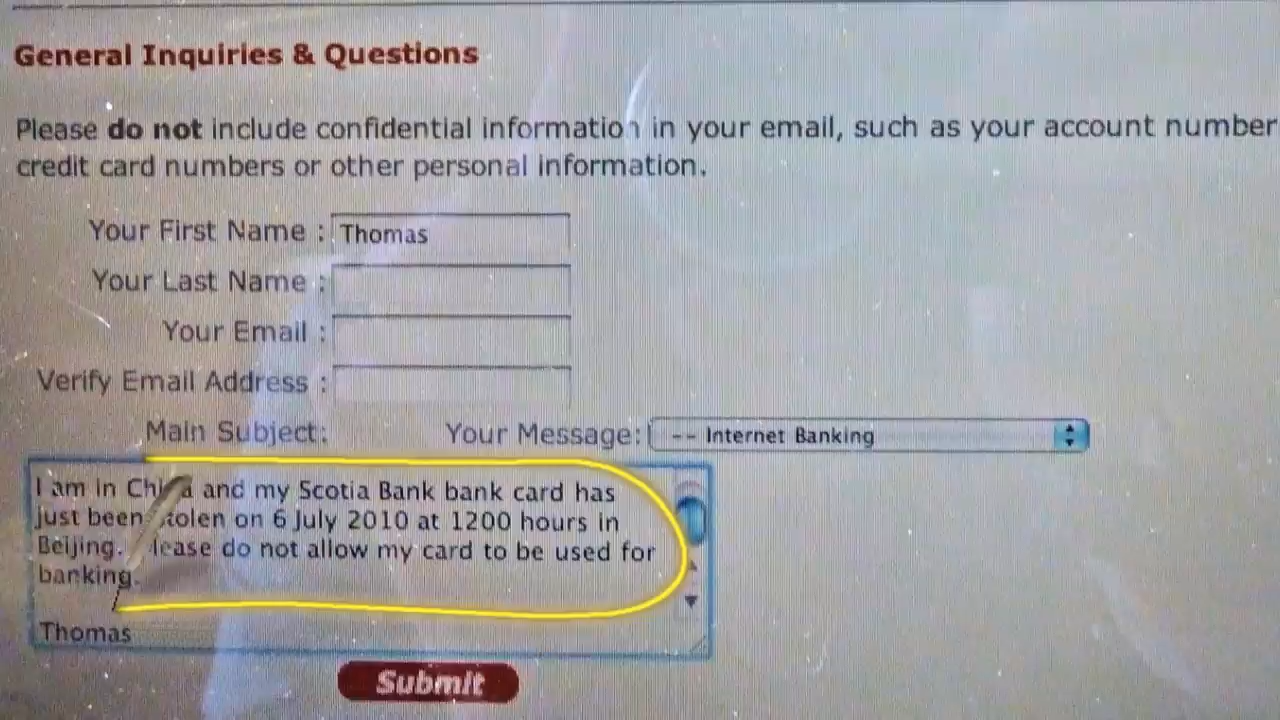 General Inquiries & Questions
Please do not include confidential information in your email, such as your account number
credit card numbers or other personal information.
Your First Name : Thomas
Your Last Name :
Your Email :
Verify Email Address :
Main Subject: Your Message: -- Internet Banking
I am in China and my Scotia Bank bank card has
just been stolen on 6 July 2010 at 1200 hours in
Beijing. Please do not allow my card to be used for
banking.
Thomas
Submit